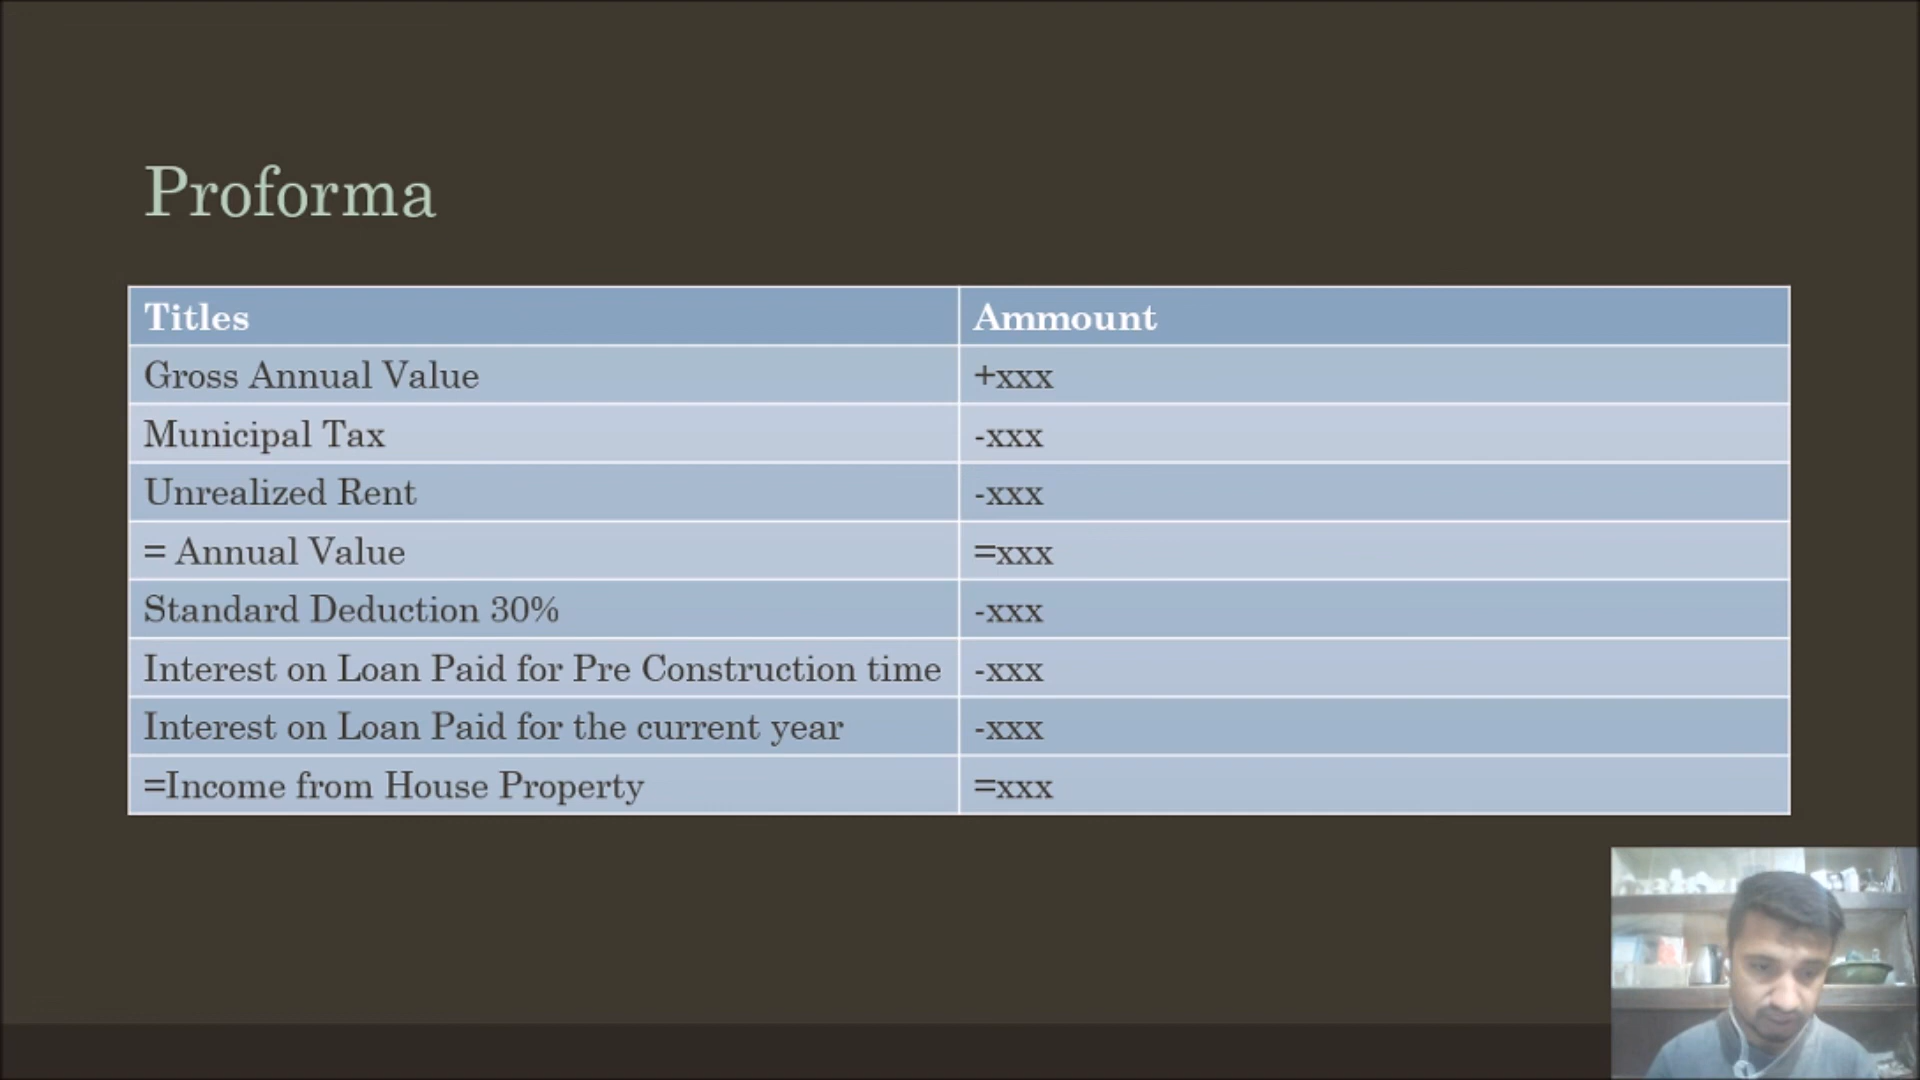 Proforma
Titles Ammount
Gross Annual Value +xxx
Municipal Tax -xxx
Unrealized Rent -xxx
= Annual Value =xxx
Standard Deduction 30% -xxx
Interest on Loan Paid for Pre Construction time -xxx
Interest on Loan Paid for the current year -xxx
=Income from House Property =xxx